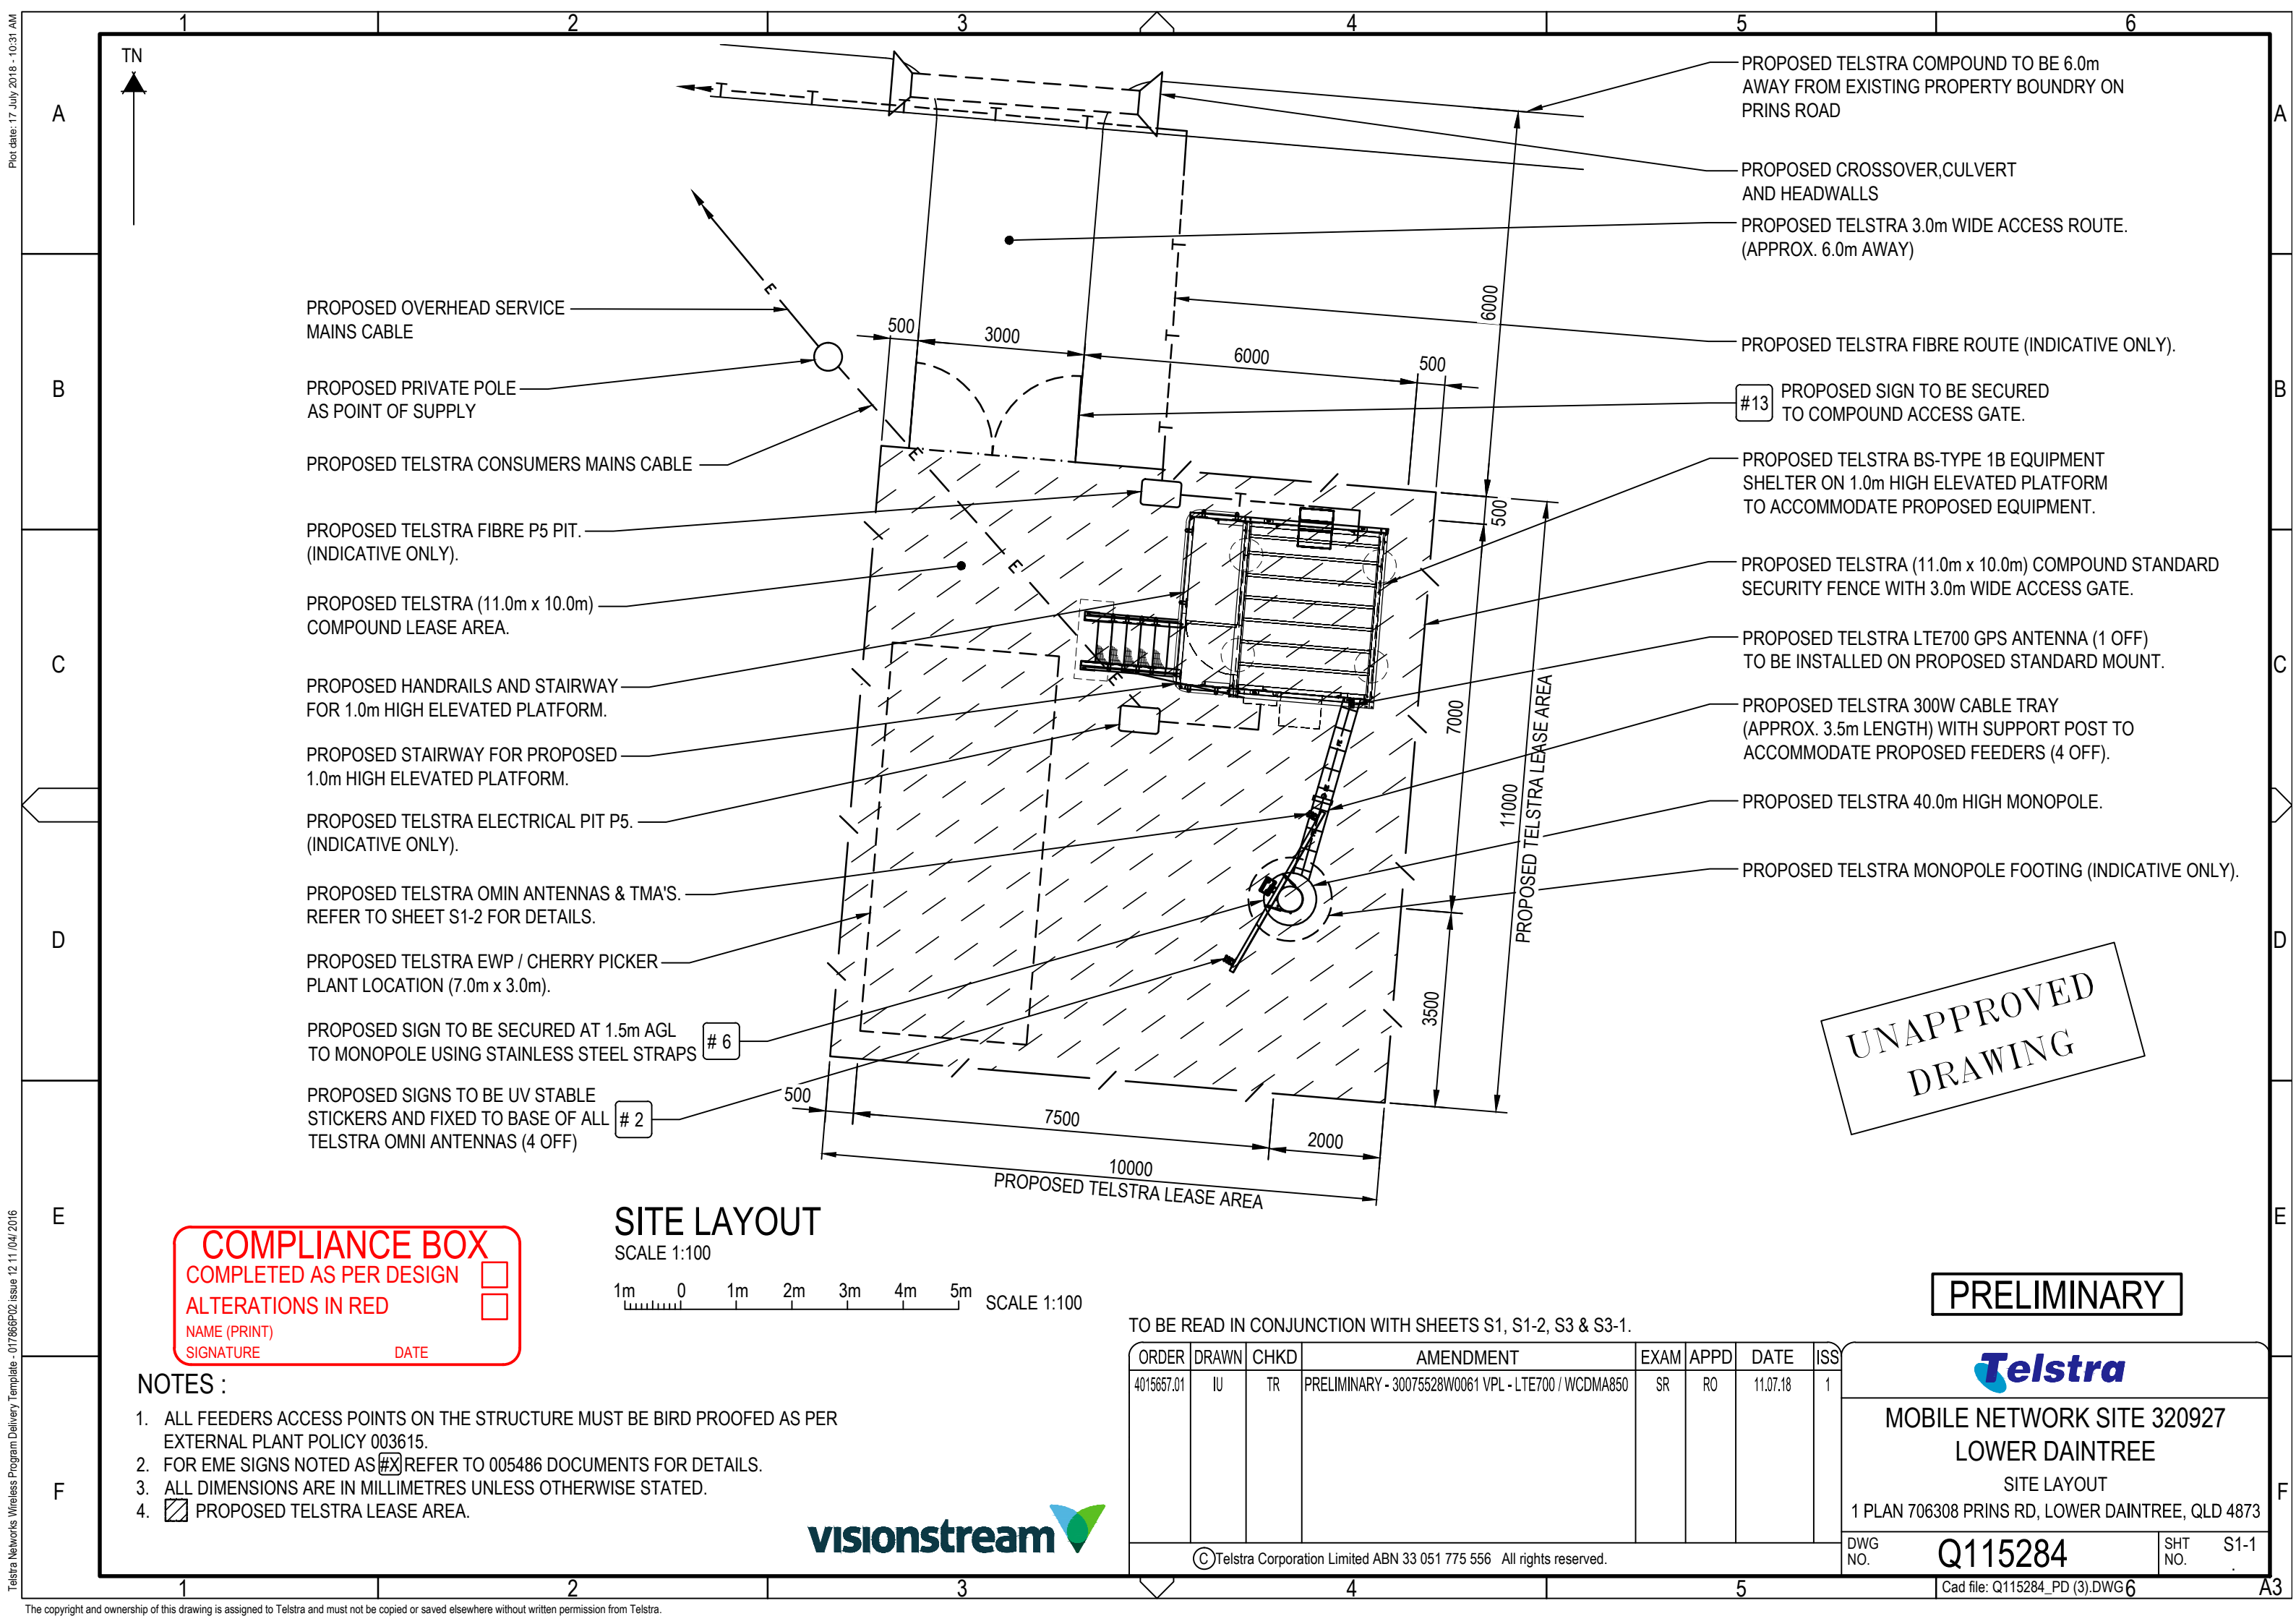 1 2 3 4 5 6
Plot date: 17 July 2018 - 10:31 AM
Telstra Networks Wireless Program Delivery Template - 017866P02 issue 12 11 /04/ 2016
A
B
C
D
E
F
A
B
C
D
E
F
TN
PROPOSED OVERHEAD SERVICE
MAINS CABLE
PROPOSED PRIVATE POLE
AS POINT OF SUPPLY
PROPOSED TELSTRA CONSUMERS MAINS CABLE
PROPOSED TELSTRA FIBRE P5 PIT.
(INDICATIVE ONLY).
PROPOSED TELSTRA (11.0m x 10.0m)
COMPOUND LEASE AREA.
PROPOSED HANDRAILS AND STAIRWAY
FOR 1.0m HIGH ELEVATED PLATFORM.
PROPOSED STAIRWAY FOR PROPOSED
1.0m HIGH ELEVATED PLATFORM.
PROPOSED TELSTRA ELECTRICAL PIT P5.
(INDICATIVE ONLY).
PROPOSED TELSTRA OMIN ANTENNAS & TMA'S.
REFER TO SHEET S1-2 FOR DETAILS.
PROPOSED TELSTRA EWP / CHERRY PICKER
PLANT LOCATION (7.0m x 3.0m).
PROPOSED SIGN TO BE SECURED AT 1.5m AGL
TO MONOPOLE USING STAINLESS STEEL STRAPS
# 6
PROPOSED SIGNS TO BE UV STABLE
STICKERS AND FIXED TO BASE OF ALL
TELSTRA OMNI ANTENNAS (4 OFF)
# 2
T T T T T
T T T
E E E E
500
3000
6000
500
6000
500
7000
11000
PROPOSED TELSTRA LEASE AREA
3500
500
7500
2000
10000
PROPOSED TELSTRA LEASE AREA
PROPOSED TELSTRA COMPOUND TO BE 6.0m
AWAY FROM EXISTING PROPERTY BOUNDRY ON
PRINS ROAD
PROPOSED CROSSOVER,CULVERT
AND HEADWALLS
PROPOSED TELSTRA 3.0m WIDE ACCESS ROUTE.
(APPROX. 6.0m AWAY)
PROPOSED TELSTRA FIBRE ROUTE (INDICATIVE ONLY).
#13
PROPOSED SIGN TO BE SECURED
TO COMPOUND ACCESS GATE.
PROPOSED TELSTRA BS-TYPE 1B EQUIPMENT
SHELTER ON 1.0m HIGH ELEVATED PLATFORM
TO ACCOMMODATE PROPOSED EQUIPMENT.
PROPOSED TELSTRA (11.0m x 10.0m) COMPOUND STANDARD
SECURITY FENCE WITH 3.0m WIDE ACCESS GATE.
PROPOSED TELSTRA LTE700 GPS ANTENNA (1 OFF)
TO BE INSTALLED ON PROPOSED STANDARD MOUNT.
PROPOSED TELSTRA 300W CABLE TRAY
(APPROX. 3.5m LENGTH) WITH SUPPORT POST TO
ACCOMMODATE PROPOSED FEEDERS (4 OFF).
PROPOSED TELSTRA 40.0m HIGH MONOPOLE.
PROPOSED TELSTRA MONOPOLE FOOTING (INDICATIVE ONLY).
UNAPPROVED
DRAWING
SITE LAYOUT
SCALE 1:100
1m 0 1m 2m 3m 4m 5m SCALE 1:100
COMPLIANCE BOX
COMPLETED AS PER DESIGN
ALTERATIONS IN RED
NAME (PRINT)
SIGNATURE DATE
NOTES :
1. ALL FEEDERS ACCESS POINTS ON THE STRUCTURE MUST BE BIRD PROOFED AS PER
EXTERNAL PLANT POLICY 003615.
2. FOR EME SIGNS NOTED AS #X REFER TO 005486 DOCUMENTS FOR DETAILS.
3. ALL DIMENSIONS ARE IN MILLIMETRES UNLESS OTHERWISE STATED.
4. PROPOSED TELSTRA LEASE AREA.
visionstream
PRELIMINARY
TO BE READ IN CONJUNCTION WITH SHEETS S1, S1-2, S3 & S3-1.
ORDER DRAWN CHKD AMENDMENT EXAM APPD DATE ISS
4015657.01 IU TR PRELIMINARY - 30075528W0061 VPL - LTE700 / WCDMA850 SR RO 11.07.18 1
© Telstra Corporation Limited ABN 33 051 775 556 All rights reserved.
Telstra
MOBILE NETWORK SITE 320927
LOWER DAINTREE
SITE LAYOUT
1 PLAN 706308 PRINS RD, LOWER DAINTREE, QLD 4873
DWG NO. Q115284
SHT NO. S1-1
1 2 3 4 5 6
Cad file: Q115284_PD (3).DWG
A3
The copyright and ownership of this drawing is assigned to Telstra and must not be copied or saved elsewhere without written permission from Telstra.